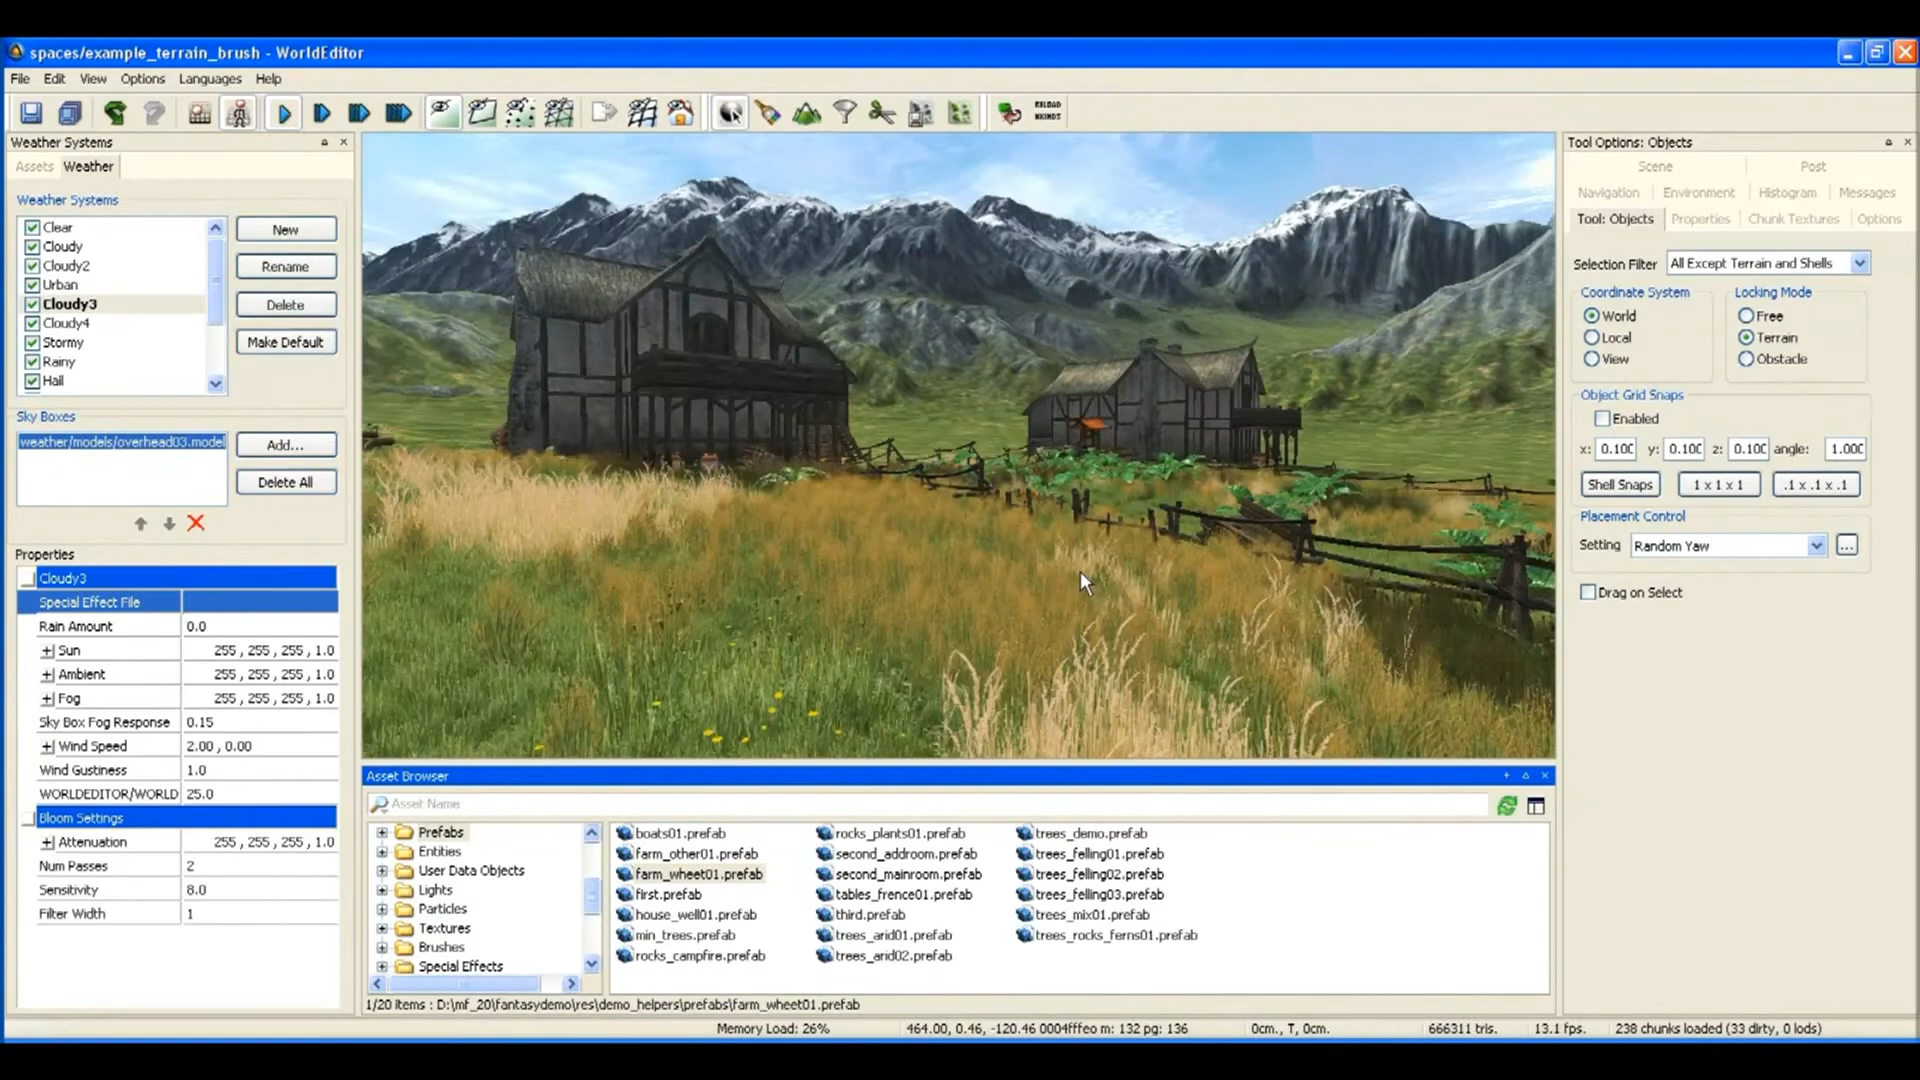 spaces/example_terrain_brush - WorldEditor
File Edit View Options Languages Help
RELOAD
Weather Systems
Assets Weather
Weather Systems
Clear
Cloudy
Cloudy2
Urban
Cloudy3
Cloudy4
Stormy
Rainy
Hail
New
Rename
Delete
Make Default
Sky Boxes
weather/models/overhead03.model
Add...
Delete All
Properties
Cloudy3
Special Effect File
Rain Amount 0.0
Sun 255 , 255 , 255 , 1.0
Ambient 255 , 255 , 255 , 1.0
Fog 255 , 255 , 255 , 1.0
Sky Box Fog Response 0.15
Wind Speed 2.00 , 0.00
Wind Gustiness 1.0
WORLDEDITOR/WORLD 25.0
Bloom Settings
Attenuation 255 , 255 , 255 , 1.0
Num Passes 2
Sensitivity 8.0
Filter Width 1
Asset Browser
Asset Name
Prefabs
Entities
User Data Objects
Lights
Particles
Textures
Brushes
Special Effects
boats01.prefab
farm_other01.prefab
farm_wheet01.prefab
first.prefab
house_well01.prefab
min_trees.prefab
rocks_campfire.prefab
rocks_plants01.prefab
second_addroom.prefab
second_mainroom.prefab
tables_frence01.prefab
third.prefab
trees_arid01.prefab
trees_arid02.prefab
trees_demo.prefab
trees_felling01.prefab
trees_felling02.prefab
trees_felling03.prefab
trees_mix01.prefab
trees_rocks_ferns01.prefab
1/20 items : D:\mf_20\fantasydemo\res\demo_helpers\prefabs\farm_wheet01.prefab
Tool Options: Objects
Scene Post
Navigation Environment Histogram Messages
Tool: Objects Properties Chunk Textures Options
Selection Filter All Except Terrain and Shells
Coordinate System
World
Local
View
Locking Mode
Free
Terrain
Obstacle
Object Grid Snaps
Enabled
x: 0.100 y: 0.100 z: 0.100 angle: 1.000
Shell Snaps 1 x 1 x 1 .1 x .1 x .1
Placement Control
Setting Random Yaw ...
Drag on Select
Memory Load: 26% 464.00, 0.46, -120.46 0004fffeo m: 132 pg: 136 0cm., T, 0cm. 666311 tris. 13.1 fps. 238 chunks loaded (33 dirty, 0 lods)